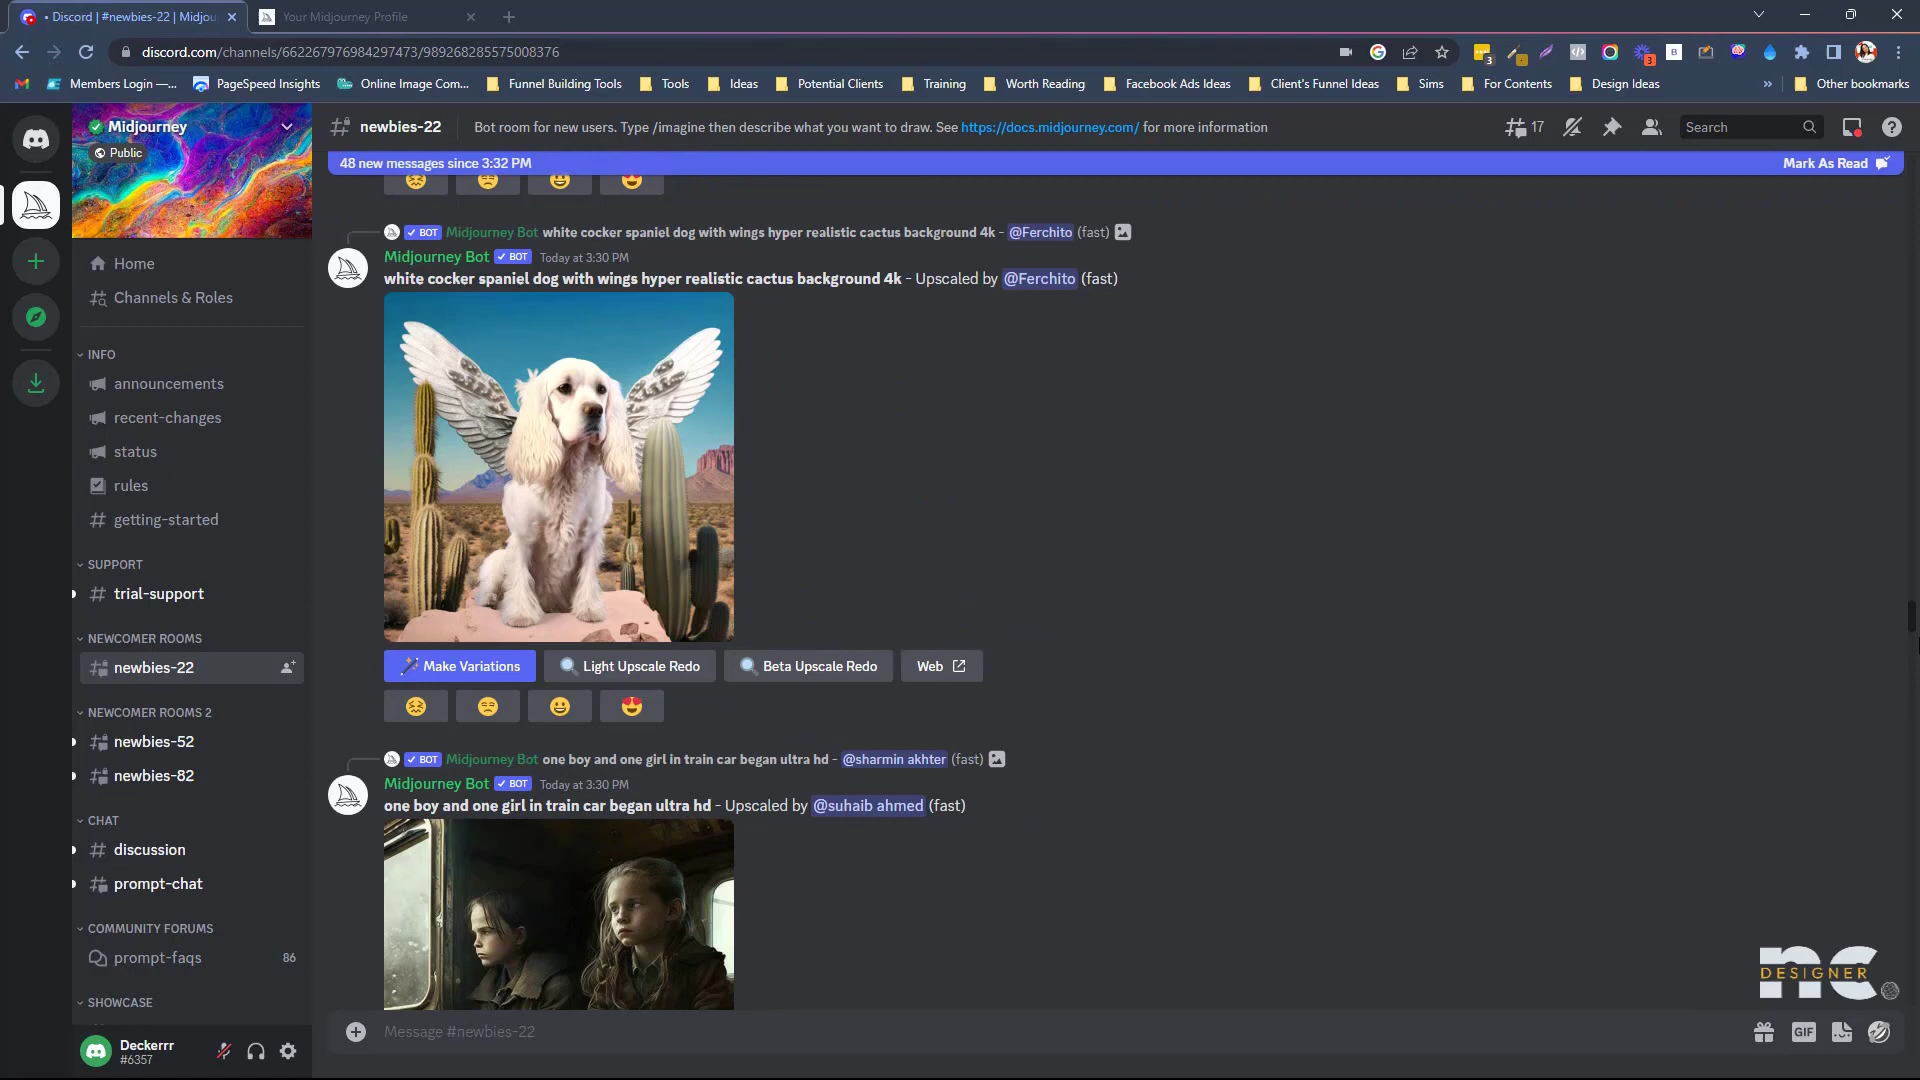 • Discord | #newbies-22 | Midjou
Your Midjourney Profile
discord.com/channels/662267976984297473/989268285575008376
3
3
Members Login —...
PageSpeed Insights
Online Image Com...
Funnel Building Tools
Tools
Ideas
Potential Clients
Training
Worth Reading
Facebook Ads Ideas
Client's Funnel Ideas
Sims
For Contents
Design Ideas
»
Other bookmarks
Midjourney
Public
newbies-22
Bot room for new users. Type /imagine then describe what you want to draw. See https://docs.midjourney.com/ for more information
17
Search
48 new messages since 3:32 PM
Mark As Read
Home
Channels & Roles
INFO
announcements
recent-changes
status
rules
getting-started
SUPPORT
trial-support
NEWCOMER ROOMS
newbies-22
NEWCOMER ROOMS 2
newbies-52
newbies-82
CHAT
discussion
prompt-chat
COMMUNITY FORUMS
prompt-faqs
86
SHOWCASE
Deckerrr
#6357
BOT Midjourney Bot white cocker spaniel dog with wings hyper realistic cactus background 4k - @Ferchito (fast)
Midjourney Bot BOT Today at 3:30 PM
white cocker spaniel dog with wings hyper realistic cactus background 4k - Upscaled by @Ferchito (fast)
Make Variations
Light Upscale Redo
Beta Upscale Redo
Web
BOT Midjourney Bot one boy and one girl in train car began ultra hd - @sharmin akhter (fast)
Midjourney Bot BOT Today at 3:30 PM
one boy and one girl in train car began ultra hd - Upscaled by @suhaib ahmed (fast)
Message #newbies-22
GIF
nc
DESIGNER